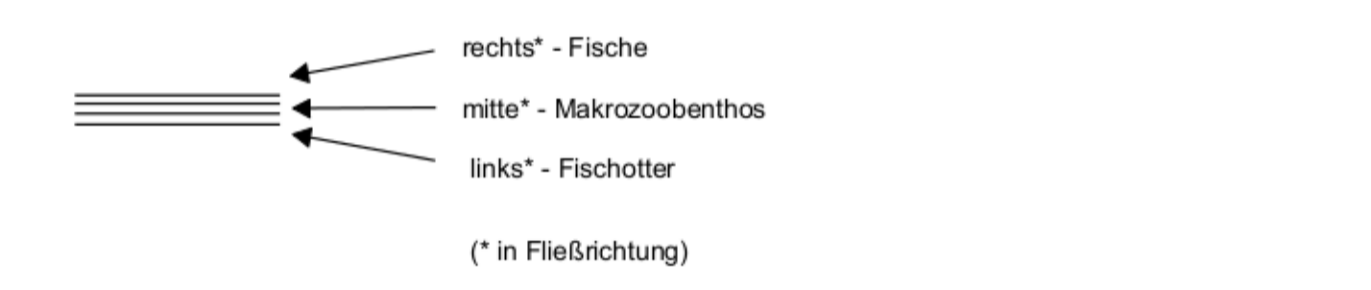 rechts* - Fische
mitte* - Makrozoobenthos
links* - Fischotter
(* in Fließrichtung)